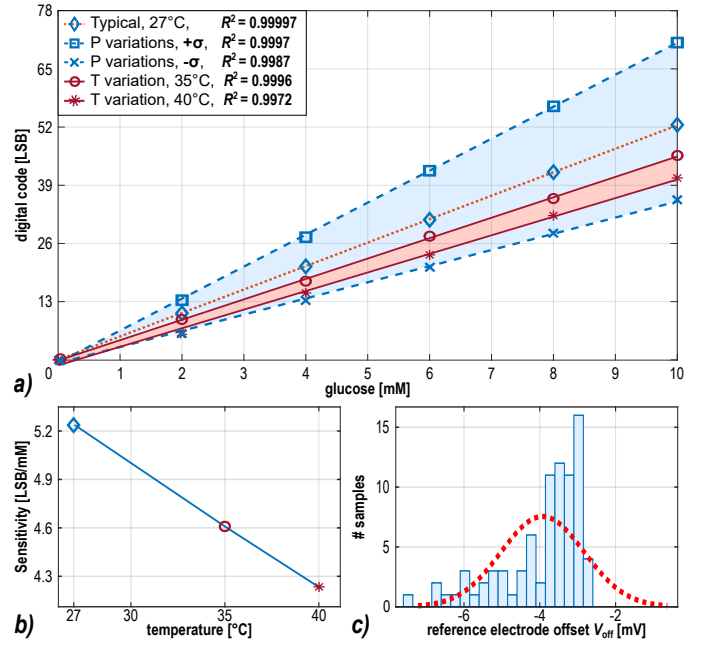 Typical, 27°C, R² = 0.99997
P variations, +σ, R² = 0.9997
P variations, -σ, R² = 0.9987
T variation, 35°C, R² = 0.9996
T variation, 40°C, R² = 0.9972
78
65
52
39
26
13
0 1 2 3 4 5 6 7 8 9 10
digital code [LSB]
glucose [mM]
a)
5.2
4.9
4.6
4.3
27 30 35 40
Sensitivity [LSB/mM]
temperature [°C]
b)
15
10
5
0
-6 -4 -2
# samples
reference electrode offset Voff [mV]
c)